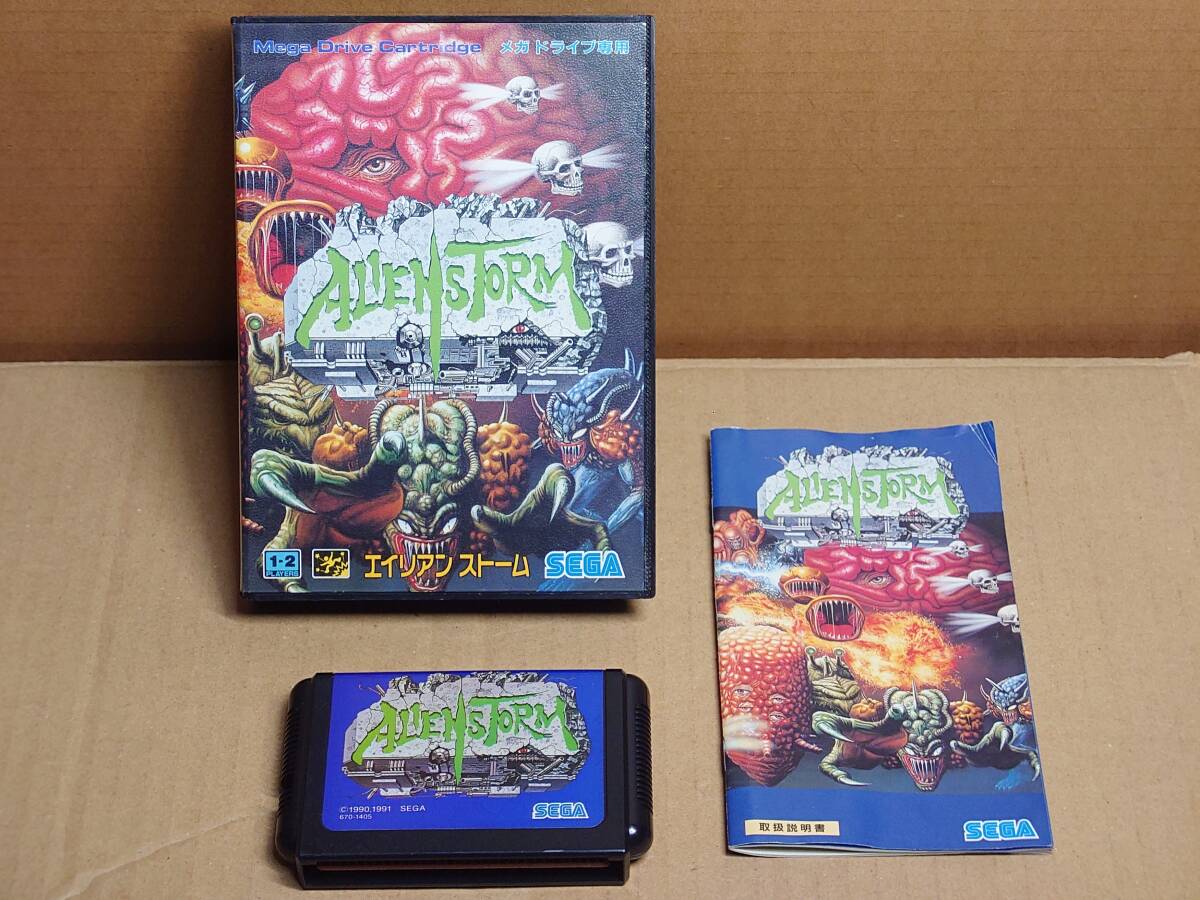 Mega Drive Cartridge メガドライブ専用
ALIEN STORM
1-2
PLAYERS
エイリアン ストーム SEGA
ALIEN STORM
取扱説明書 SEGA
ALIEN STORM
©1990,1991 SEGA
670-1405
SEGA